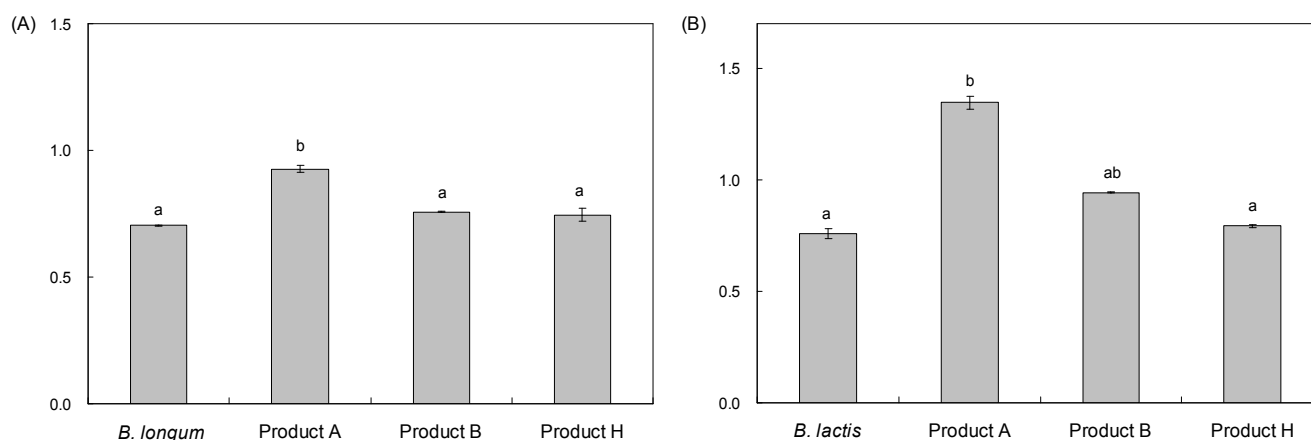 (A)
1.5
1.0
0.5
0.0
a
b
a
a
B. longum Product A Product B Product H
(B)
1.5
1.0
0.5
0.0
a
b
ab
a
B. lactis Product A Product B Product H